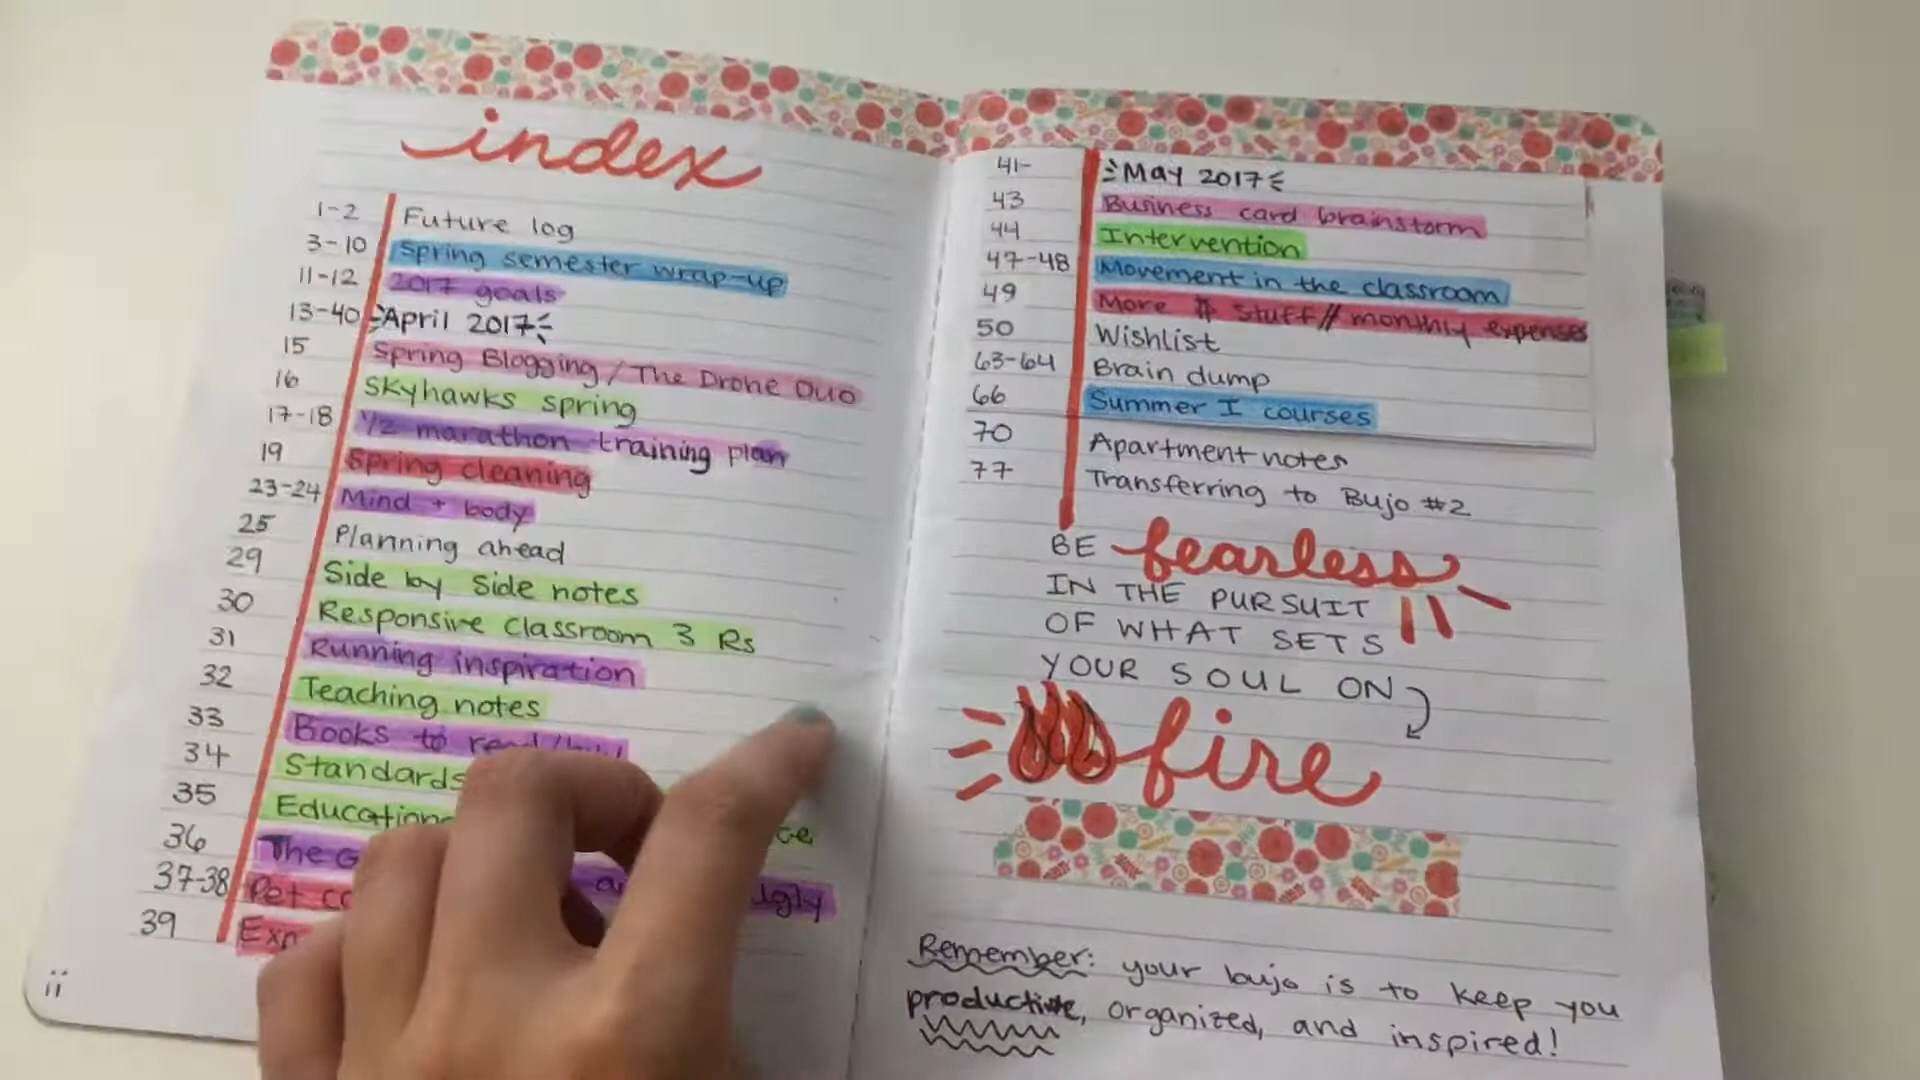 index
1-2 Future log
3-10 Spring semester wrap-up
11-12 2017 goals
13-40 April 2017
15 Spring Blogging / The Drone Duo
16 Skyhawks spring
17-18 1/2 marathon training plan
19 Spring cleaning
23-24 Mind + body
25 Planning ahead
29 Side by Side notes
30 Responsive Classroom 3 Rs
31 Running inspiration
32 Teaching notes
33 Books to read/
34 Standards
35
36 The
37-38 Pet
39
ii
41- May 2017
43 Business card brainstorm
44 Intervention
47-48 Movement in the classroom
49 More # Stuff // monthly expenses
50 Wishlist
63-64 Brain dump
66 Summer I courses
70 Apartment notes
77 Transferring to Bujo #2
BE fearless
IN THE PURSUIT
OF WHAT SETS
YOUR SOUL ON
fire
Remember: your bujo is to keep you
productive, organized, and inspired!